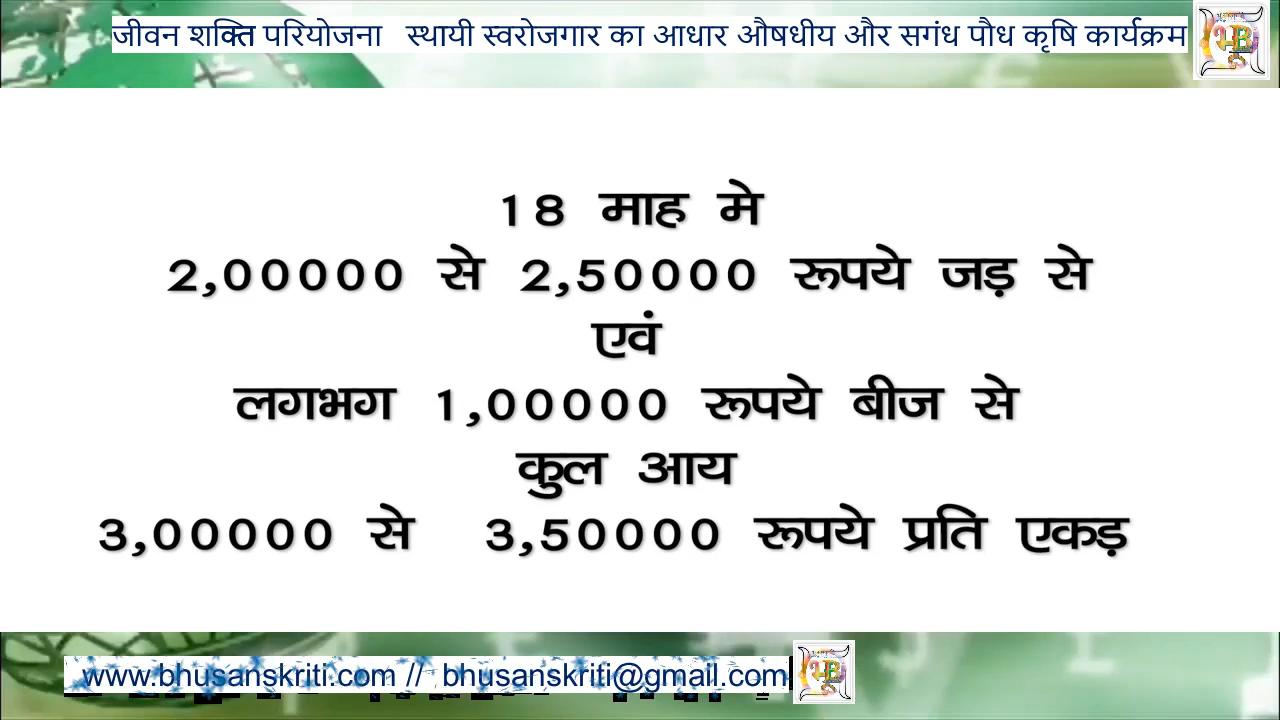 जीवन शक्ति परियोजना स्थायी स्वरोजगार का आधार औषधीय और सगंध पौध कृषि कार्यक्रम
18 माह मे
2,00000 से 2,50000 रूपये जड़ से
एवं
लगभग 1,00000 रूपये बीज से
कुल आय
3,00000 से 3,50000 रूपये प्रति एकड़
www.bhusanskriti.com // bhusanskriti@gmail.com